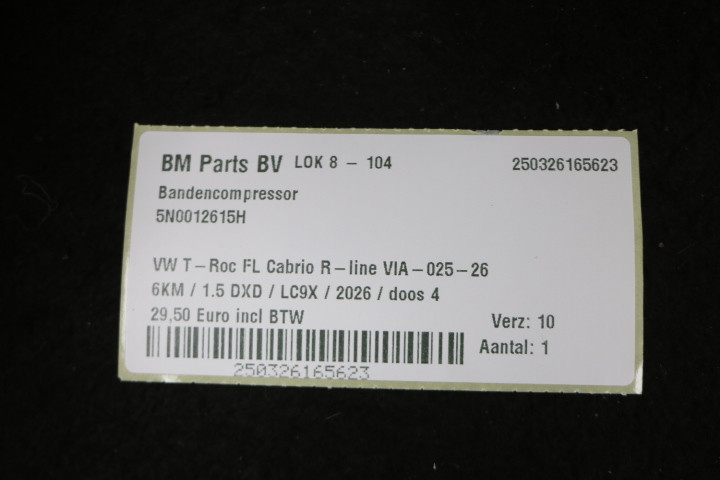 BM Parts BV LOK 8 - 104 250326165623
Bandencompressor
5N0012615H
VW T-Roc FL Cabrio R-line VIA-025-26
6KM / 1.5 DXD / LC9X / 2026 / doos 4
29,50 Euro incl BTW
Verz: 10
Aantal: 1
250326165623